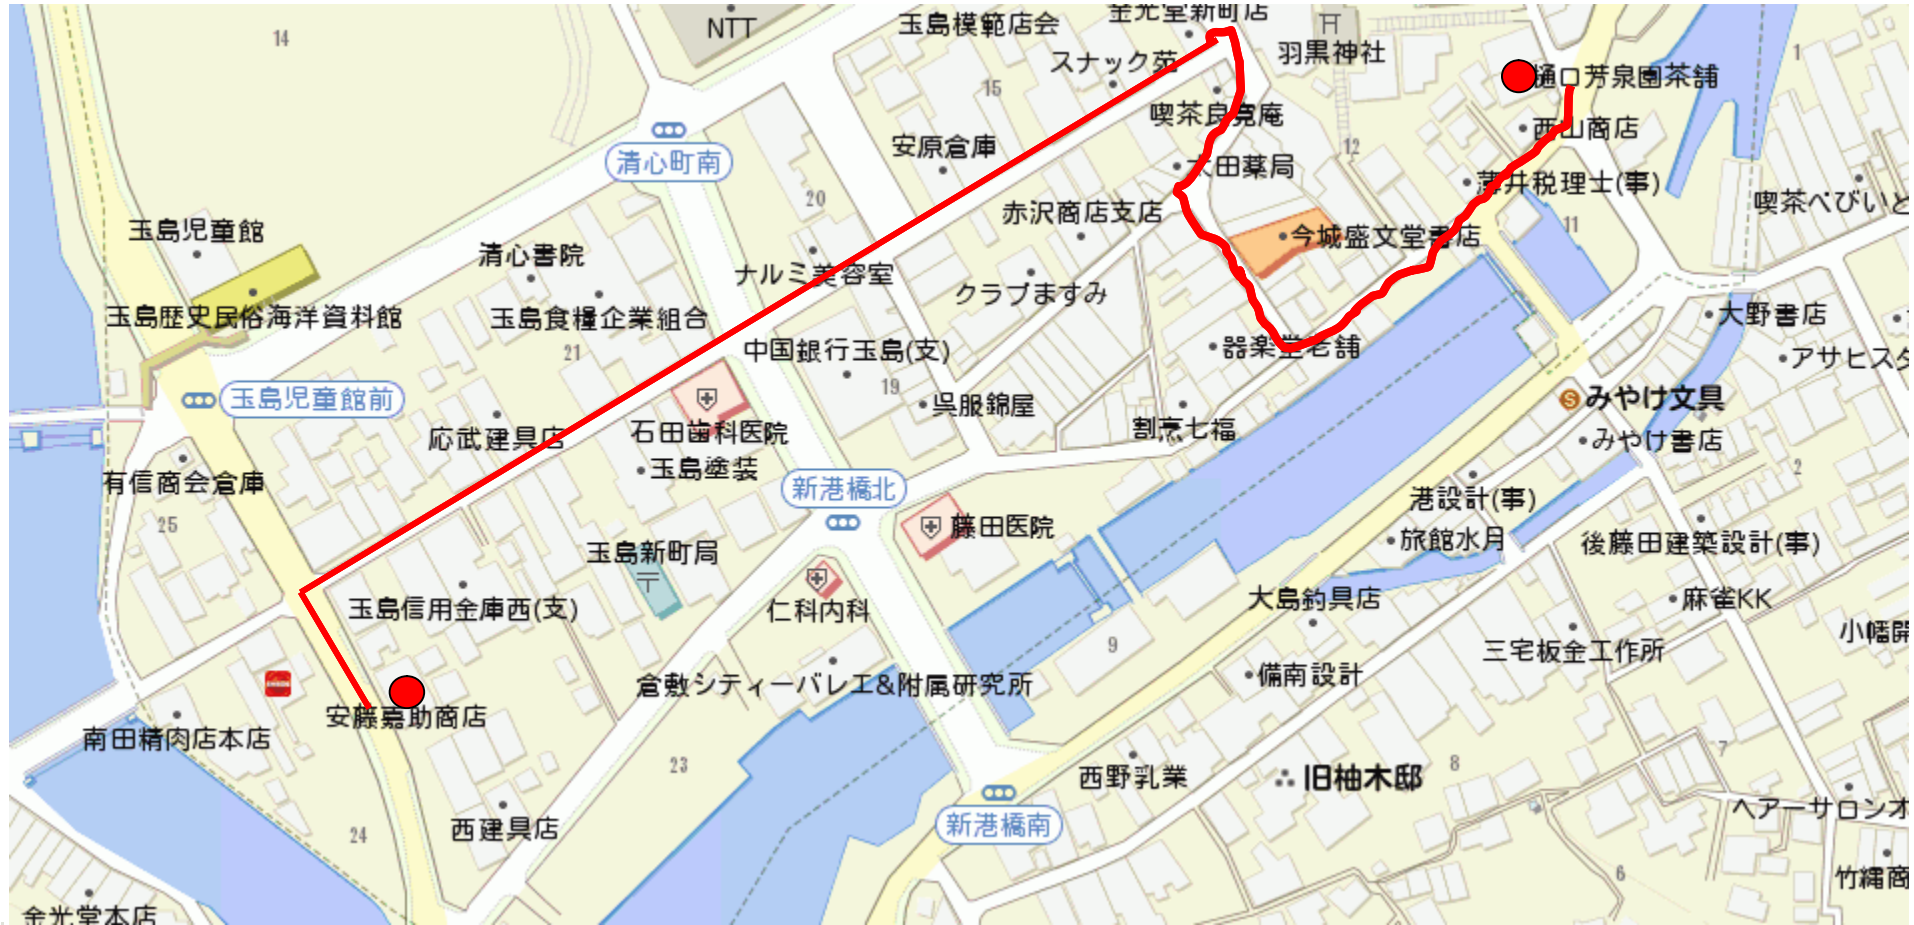 14
NTT
玉島模範店会
金光堂新町店
スナック苑
15
羽黒神社
樋口芳泉園茶舗
1
喫茶良寛庵
西山商店
清心町南
安原倉庫
12
太田薬局
薄井税理士(事)
20
赤沢商店支店
喫茶べびいと
11
玉島児童館
清心書院
今城盛文堂書店
ナルミ美容室
クラブますみ
玉島歴史民俗海洋資料館
玉島食糧企業組合
大野書店
21
中国銀行玉島(支)
器楽堂老舗
アサヒスタ
19
玉島児童館前
呉服錦屋
みやけ文具
応武建具店
石田歯科医院
割烹七福
みやけ書店
玉島塗装
2
有信商会倉庫
新港橋北
港設計(事)
25
藤田医院
旅館水月
後藤田建築設計(事)
玉島新町局
玉島信用金庫西(支)
仁科内科
大島釣具店
麻雀KK
小幡開
9
三宅板金工作所
倉敷シティーバレエ&附属研究所
備南設計
安藤嘉助商店
南田精肉店本店
23
7
8
西野乳業
旧柚木邸
ヘアーサロンオ
24
西建具店
新港橋南
6
竹縄商
金光堂本店